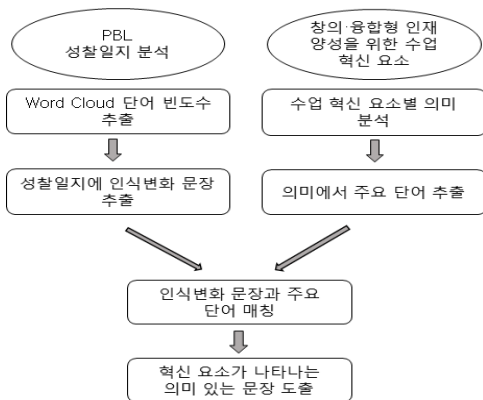 PBL
성찰일지 분석
창의·융합형 인재
양성을 위한 수업
혁신 요소
Word Cloud 단어 빈도수
추출
수업 혁신 요소별 의미
분석
성찰일지에 인식변화 문장
추출
의미에서 주요 단어 추출
인식변화 문장과 주요
단어 매칭
혁신 요소가 나타나는
의미 있는 문장 도출